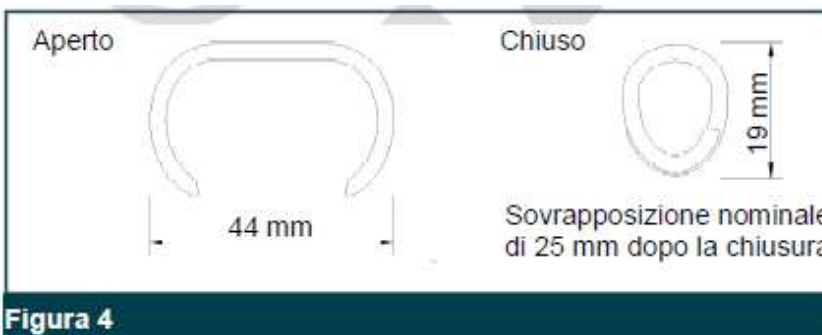 Aperto
Chiuso
19 mm
44 mm
Sovrapposizione nominale
di 25 mm dopo la chiusura
Figura 4